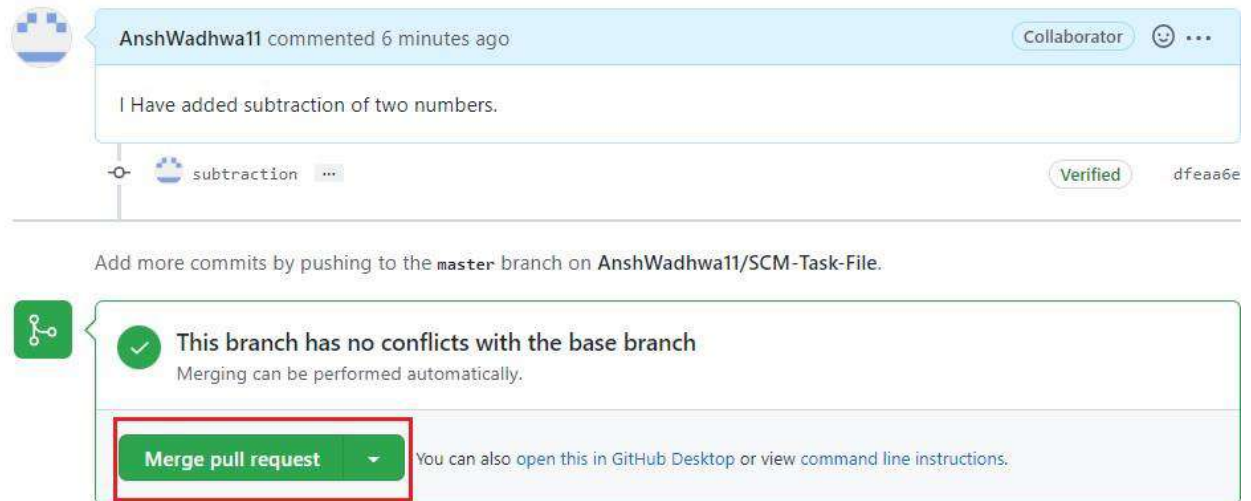 AnshWadhwa11 commented 6 minutes ago Collaborator
I Have added subtraction of two numbers.
subtraction ... Verified dfeaa6e
Add more commits by pushing to the master branch on AnshWadhwa11/SCM-Task-File.
This branch has no conflicts with the base branch
Merging can be performed automatically.
Merge pull request You can also open this in GitHub Desktop or view command line instructions.